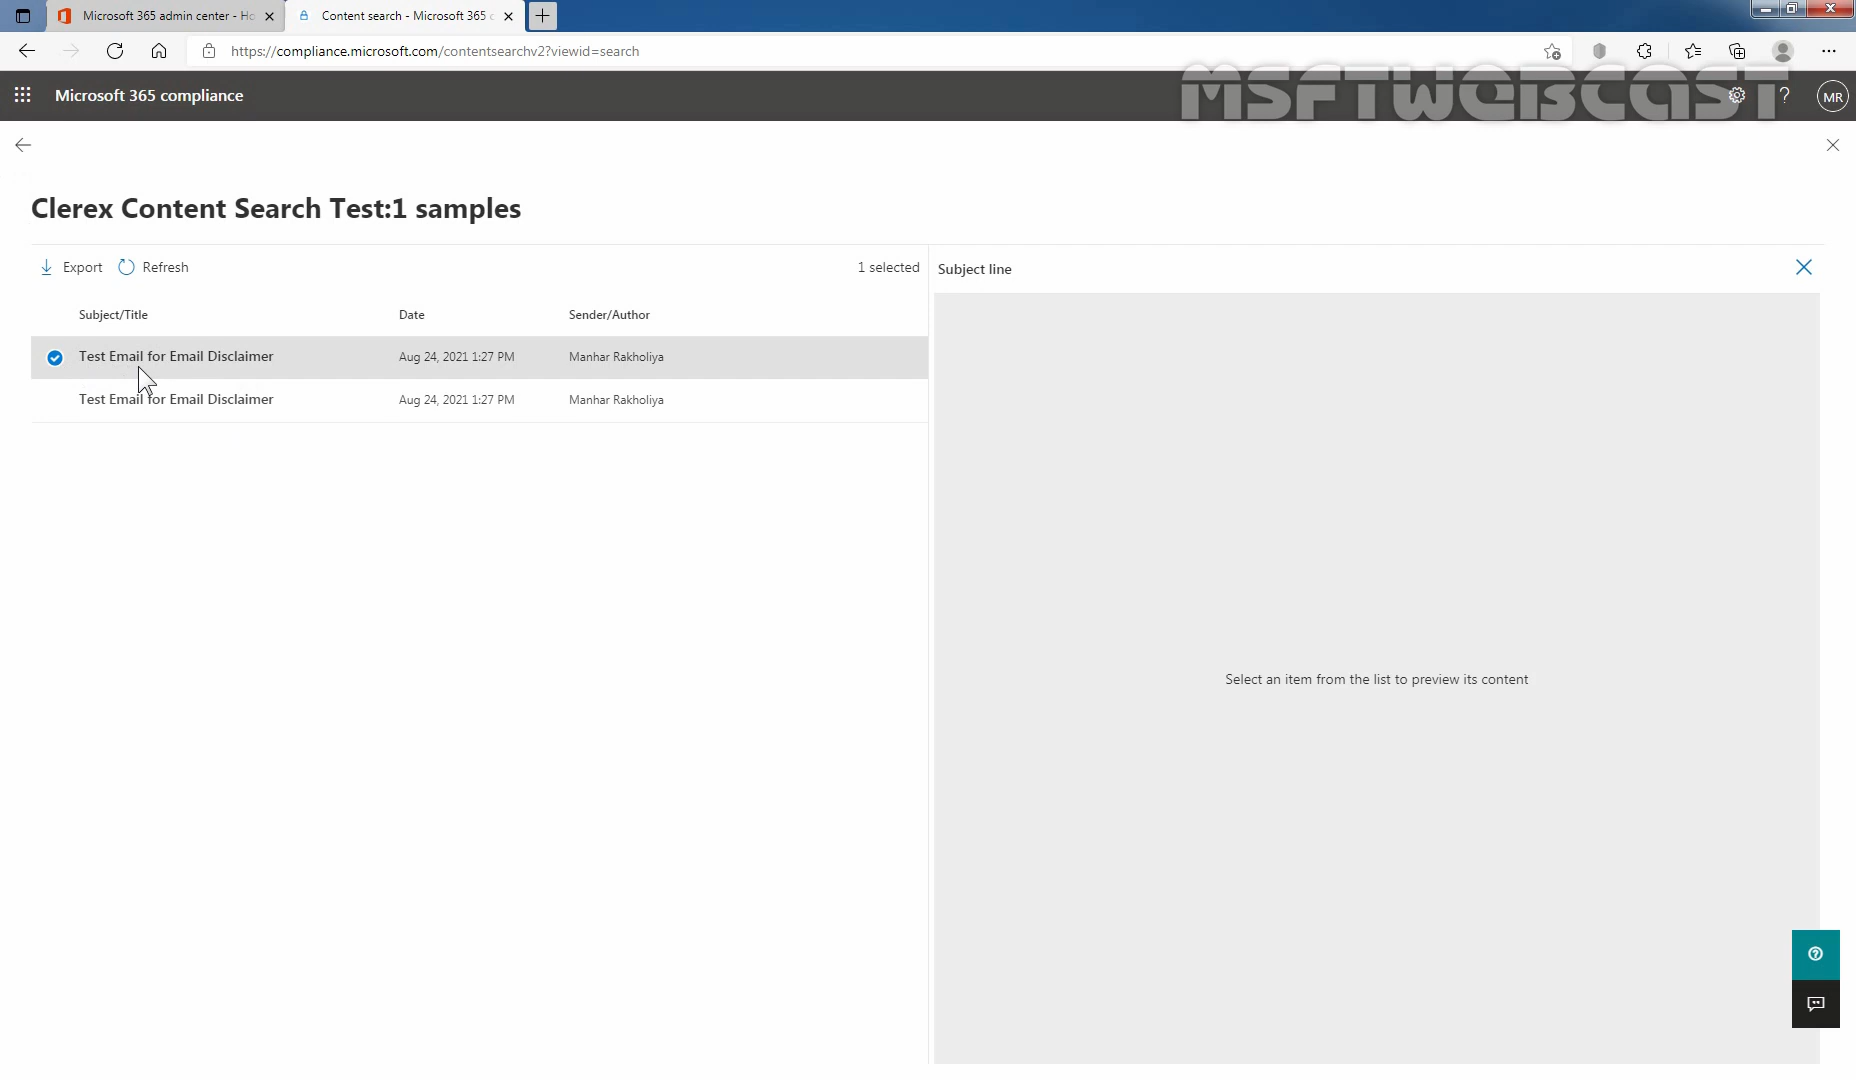 Microsoft 365 admin center - Ho
Content search - Microsoft 365 c
https://compliance.microsoft.com/contentsearchv2?viewid=search
Microsoft 365 compliance
MSFTWEBCAST
MR
Clerex Content Search Test:1 samples
Export Refresh 1 selected
Subject line
Subject/Title Date Sender/Author
Test Email for Email Disclaimer Aug 24, 2021 1:27 PM Manhar Rakholiya
Test Email for Email Disclaimer Aug 24, 2021 1:27 PM Manhar Rakholiya
Select an item from the list to preview its content